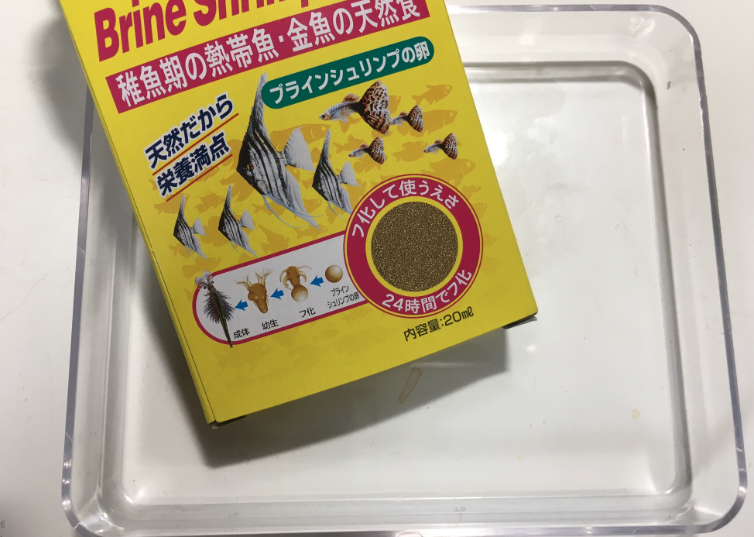 Brine Shrimp
稚魚期の熱帯魚・金魚の天然食
ブラインシュリンプの卵
天然だから
栄養満点
フ化して使うえさ
24時間でフ化
ブライン
シュリンプの卵
フ化
幼生
成体
内容量:20mℓ